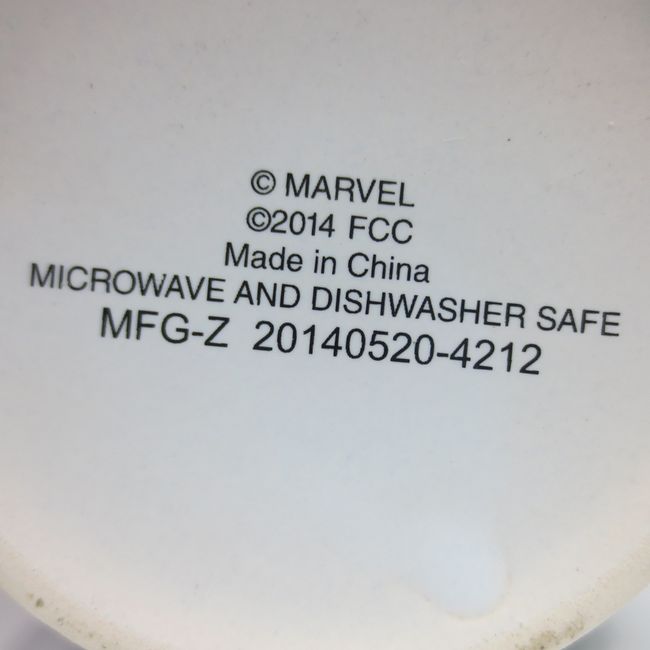 © MARVEL
©2014 FCC
Made in China
MICROWAVE AND DISHWASHER SAFE
MFG-Z 20140520-4212